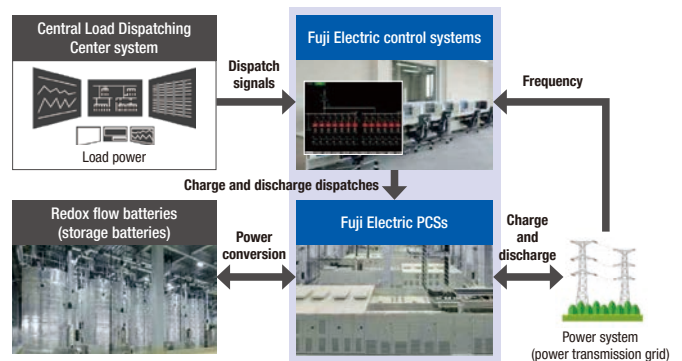 Central Load Dispatching
Center system
Load power
Dispatch
signals
Fuji Electric control systems
Frequency
Charge and discharge dispatches
Redox flow batteries
(storage batteries)
Power
conversion
Fuji Electric PCSs
Charge
and
discharge
Power system
(power transmission grid)